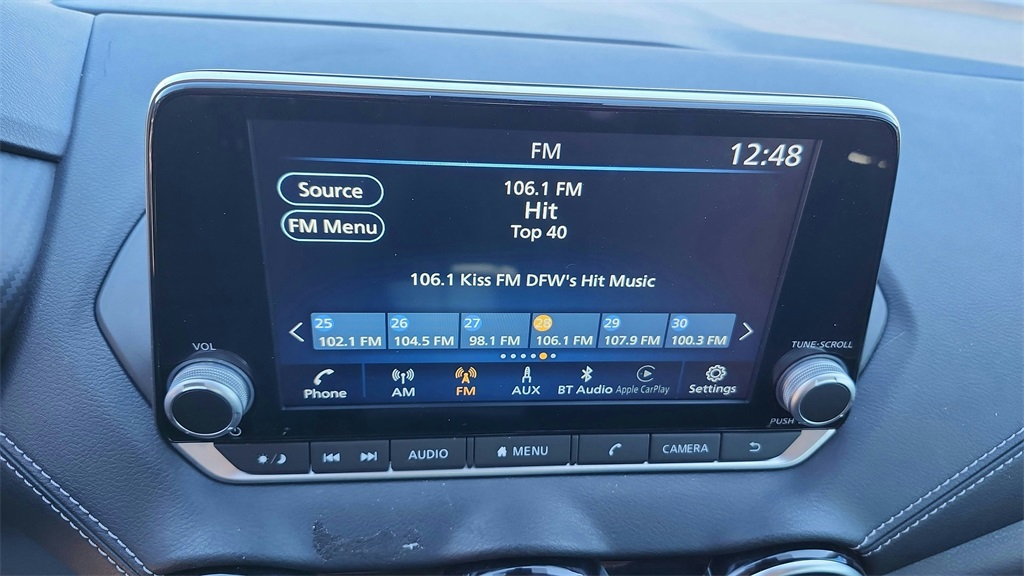 FM
12:48
Source
106.1 FM
Hit
FM Menu
Top 40
106.1 Kiss FM DFW's Hit Music
25 26 27 28 29 30
102.1 FM 104.5 FM 98.1 FM 106.1 FM 107.9 FM 100.3 FM
VOL
TUNE·SCROLL
Phone AM FM AUX BT Audio Apple CarPlay Settings
PUSH
AUDIO MENU CAMERA